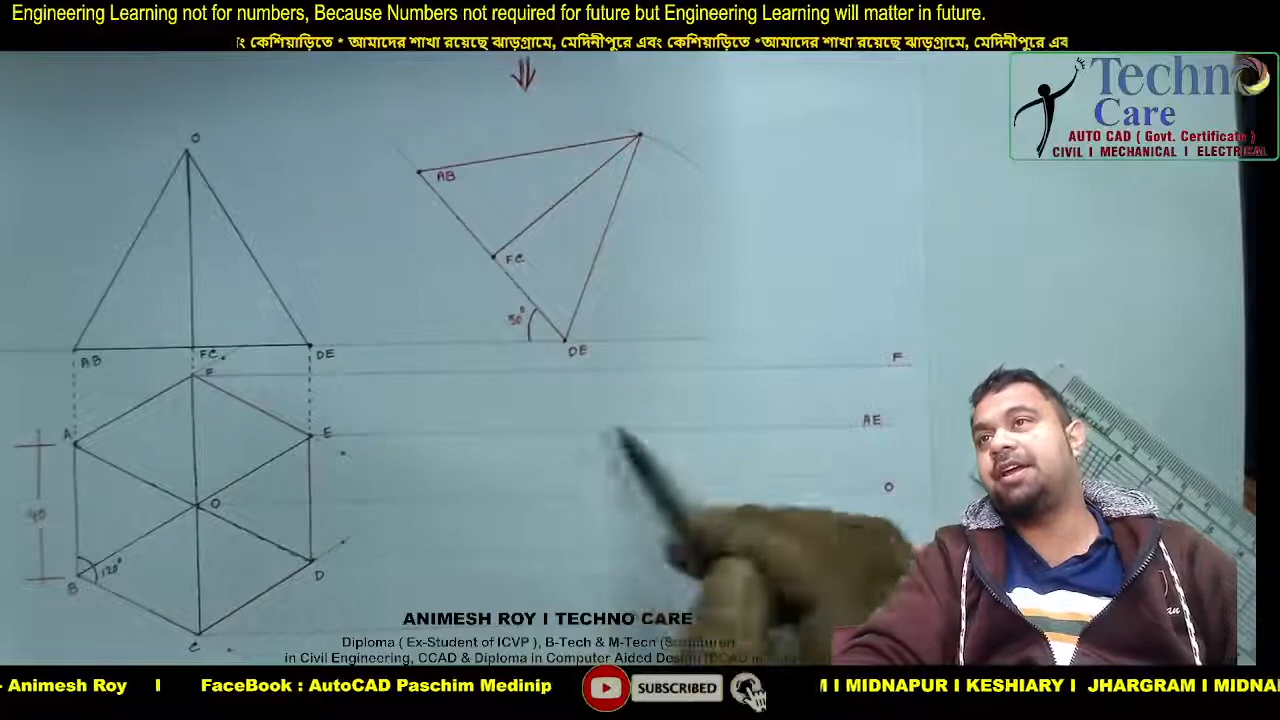 Engineering Learning not for numbers, Because Numbers not required for future but Engineering Learning will matter in future.
কেশিয়াড়িতে * আমাদের শাখা রয়েছে ঝাড়গ্রামে, মেদিনীপুরে এবং কেশিয়াড়িতে *আমাদের শাখা রয়েছে ঝাড়গ্রামে, মেদিনীপুরে এব
Techno
Care
AUTO CAD ( Govt. Certificate )
CIVIL I MECHANICAL I ELECTRICAL
O
AB
FC
DE
AB
FC
DE
F
F
A
E
AE
O
O
40
B
120°
D
C
ANIMESH ROY I TECHNO CARE
Diploma ( Ex-Student of ICVP ), B-Tech & M-Tech
in Civil Engineering, CCAD & Diploma in Computer Aided
- Animesh Roy I FaceBook : AutoCAD Paschim Medinip
SUBSCRIBED
I MIDNAPUR I KESHIARY I JHARGRAM I MIDNA